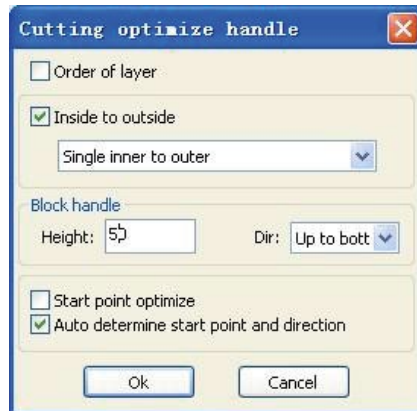 Cutting optimize handle
Order of layer
Inside to outside
Single inner to outer
Block handle
Height: Dir: Up to bott
Start point optimize
Auto determine start point and direction
Ok Cancel